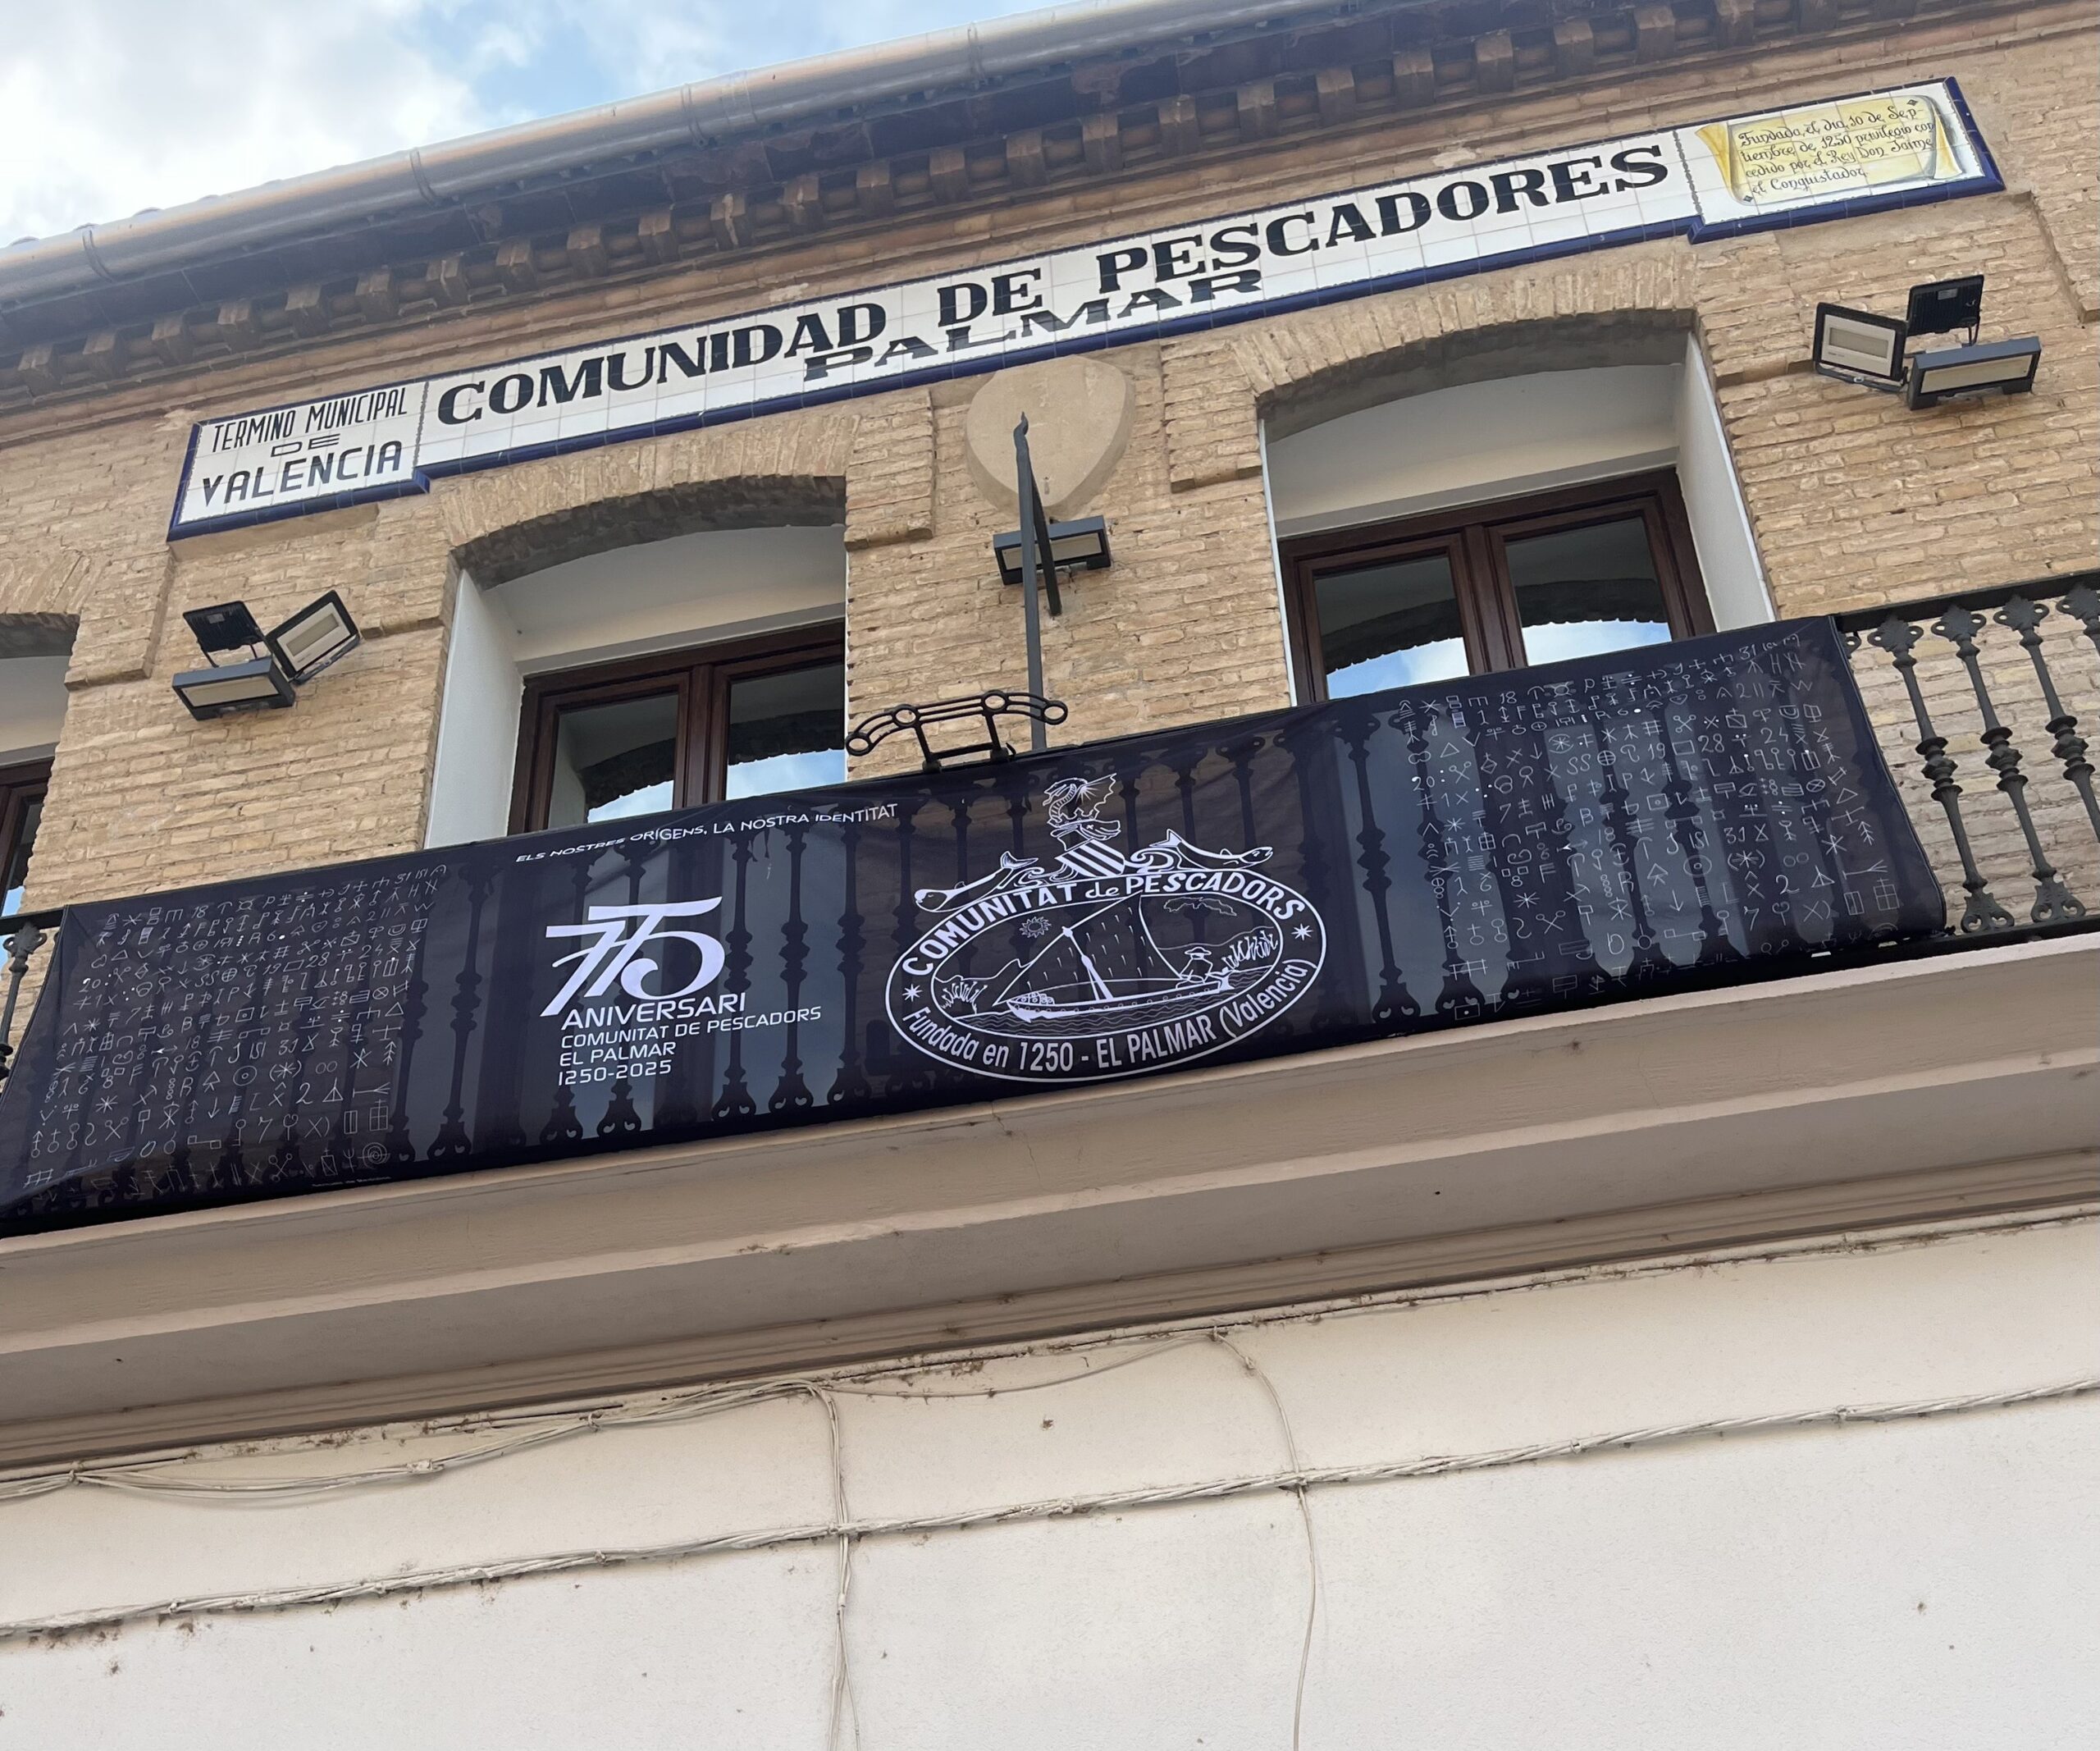 TERMINO MUNICIPAL
DE
VALENCIA
COMUNIDAD DE PESCADORES
PALMAR
Fundada, el dia, 10 de Sep-
tiembre de, 1250 privilegio con
cedido por, el Rey Don Jaime
el Conquistador.
ELS NOSTRES ORÍGENS, LA NOSTRA IDENTITAT
775
ANIVERSARI
COMUNITAT DE PESCADORS
EL PALMAR
1250-2025
COMUNITAT de PESCADORS
Fundada en 1250 - EL PALMAR (Valencia)